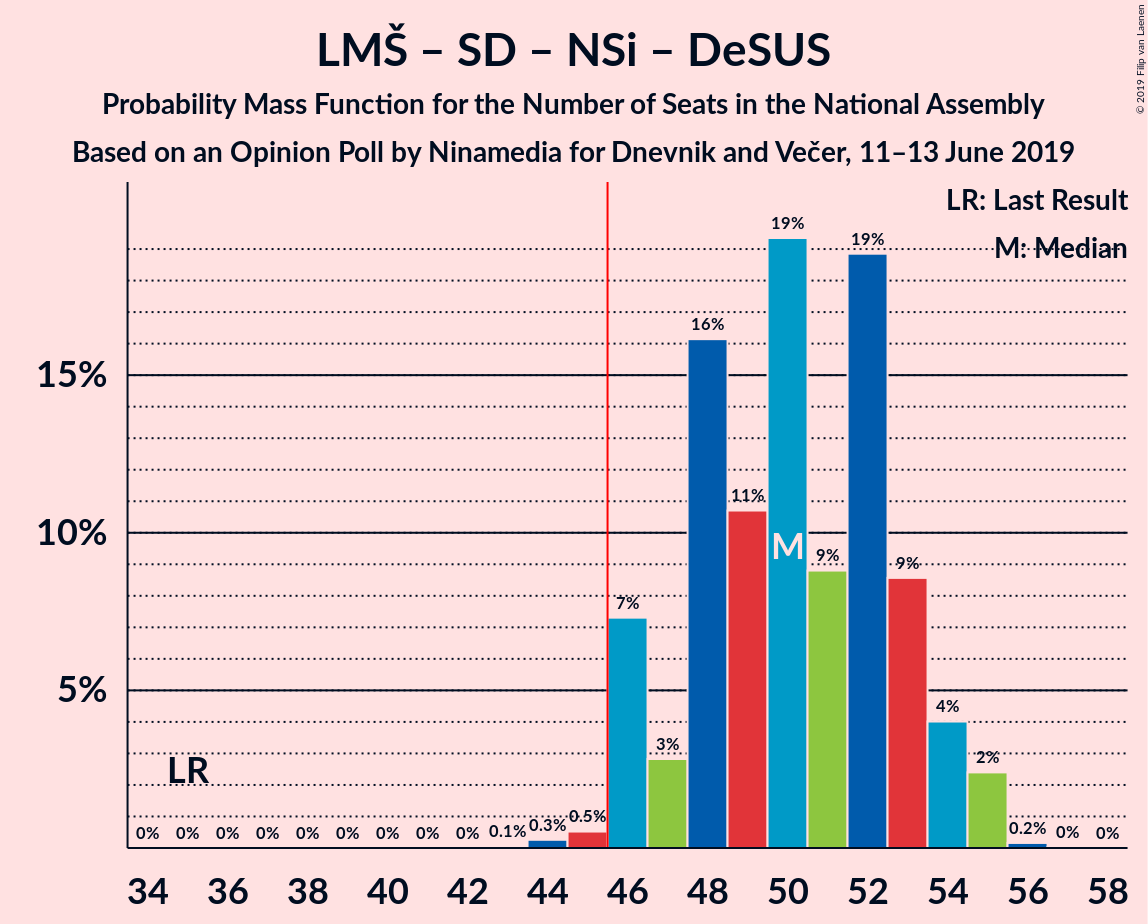 LMŠ – SD – NSi – DeSUS
Probability Mass Function for the Number of Seats in the National Assembly
Based on an Opinion Poll by Ninamedia for Dnevnik and Večer, 11–13 June 2019
© 2019 Filip van Laenen
LR: Last Result
M: Median
15%
10%
5%
LR
M
0% 0% 0% 0% 0% 0% 0% 0% 0% 0.1% 0.3% 0.5% 7% 3% 16% 11% 19% 9% 19% 9% 4% 2% 0.2% 0% 0%
34 36 38 40 42 44 46 48 50 52 54 56 58